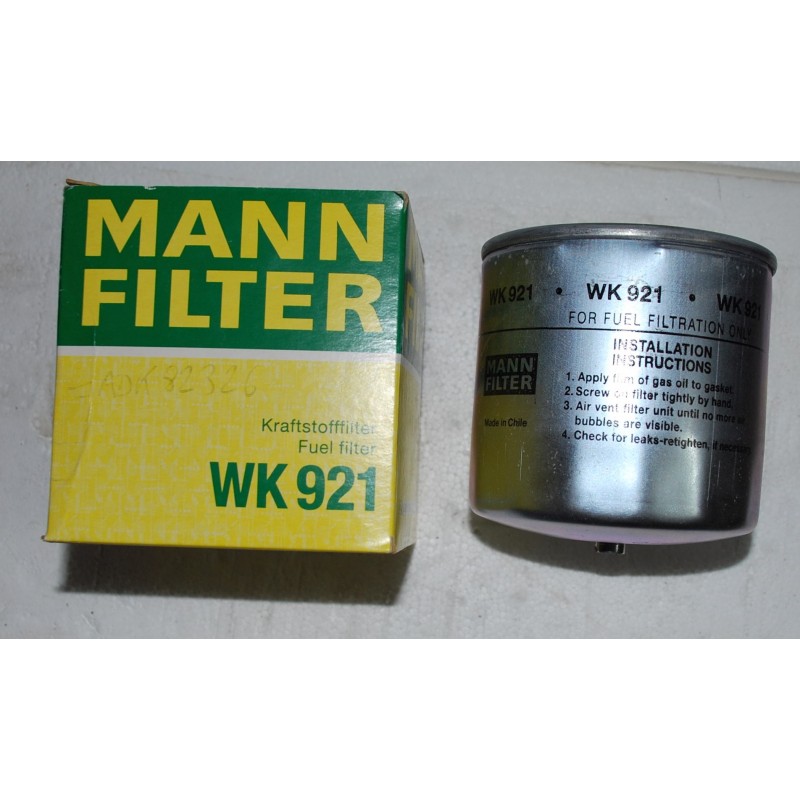 MANN
FILTER
ADK82326
Kraftstofffilter
Fuel filter
WK 921
WK 921 • WK 921 • WK 921
FOR FUEL FILTRATION ONLY
INSTALLATION
INSTRUCTIONS
MANN
FILTER
Made in Chile
1. Apply film of gas oil to gasket.
2. Screw on filter tightly by hand.
3. Air vent filter unit until no more air
bubbles are visible.
4. Check for leaks-retighten, if necessary.